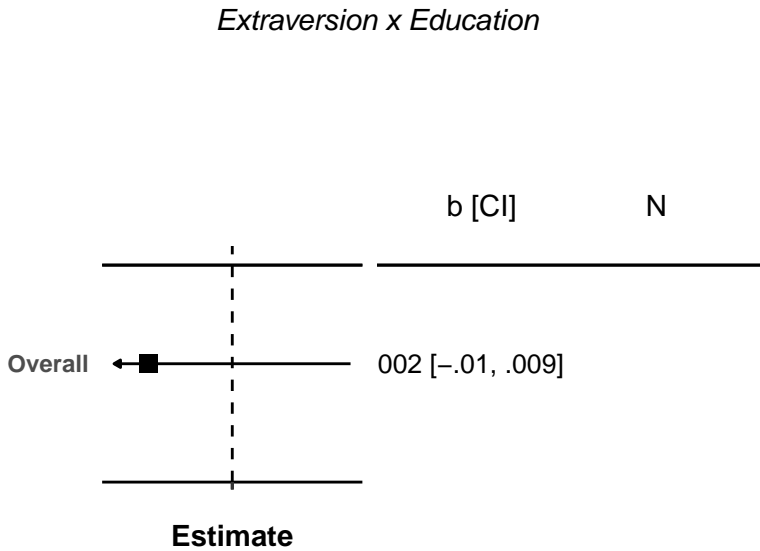 Extraversion x Education
b [CI] N
Overall 002 [−.01, .009]
Estimate